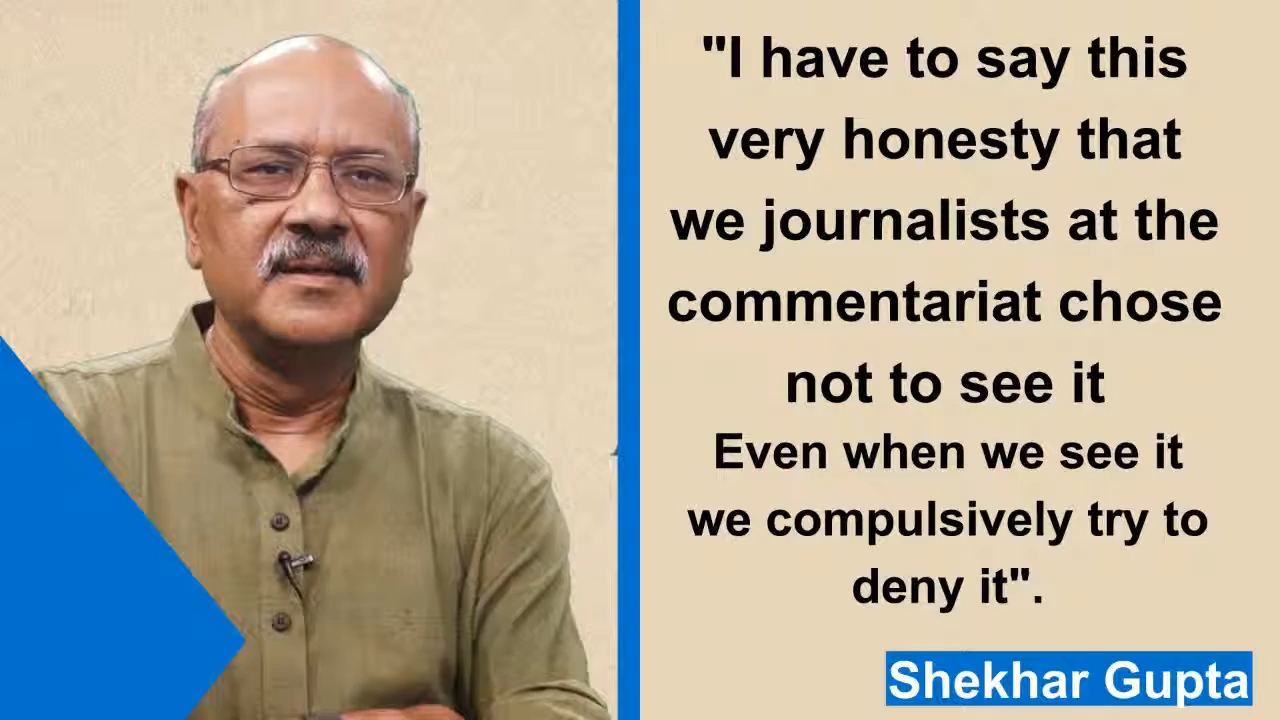 "I have to say this
very honesty that
we journalists at the
commentariat chose
not to see it
Even when we see it
we compulsively try to
deny it".
Shekhar Gupta